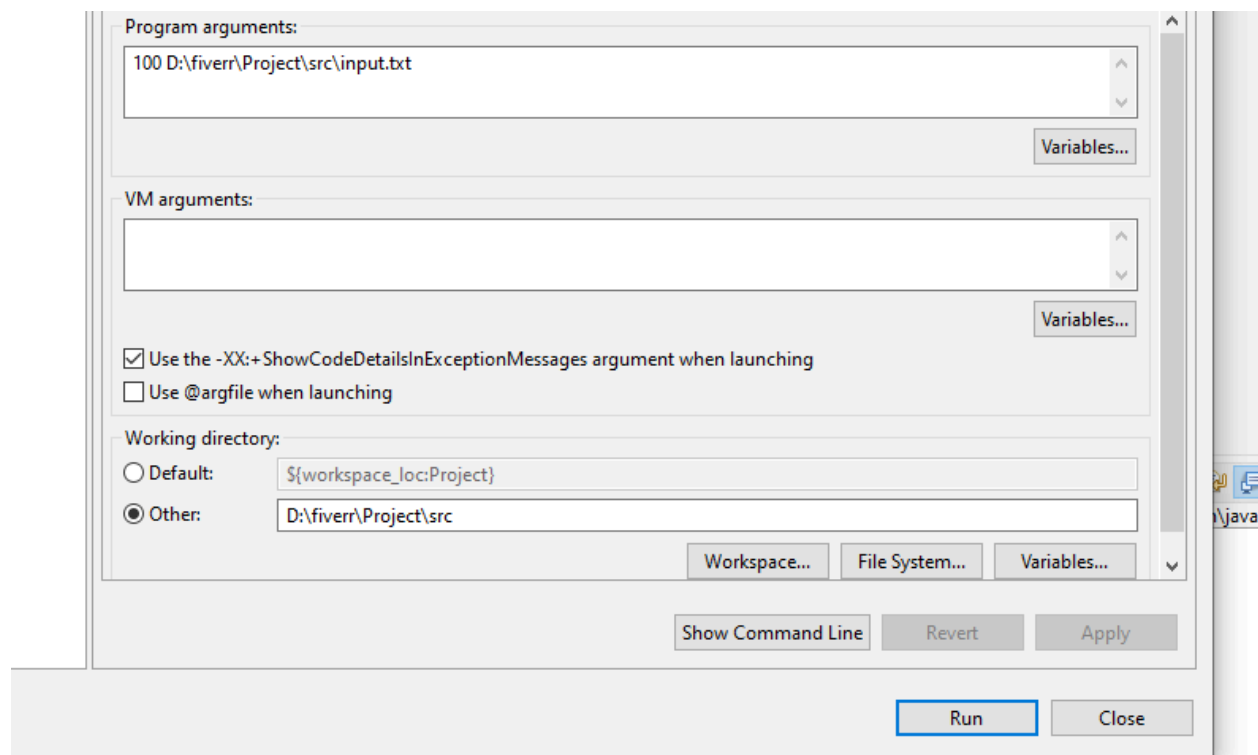 Program arguments:
100 D:\fiverr\Project\src\input.txt
Variables...
VM arguments:
Variables...
Use the -XX:+ShowCodeDetailsInExceptionMessages argument when launching
Use @argfile when launching
Working directory:
Default:
${workspace_loc:Project}
Other:
D:\fiverr\Project\src
Workspace...
File System...
Variables...
\java
Show Command Line
Revert
Apply
Run
Close